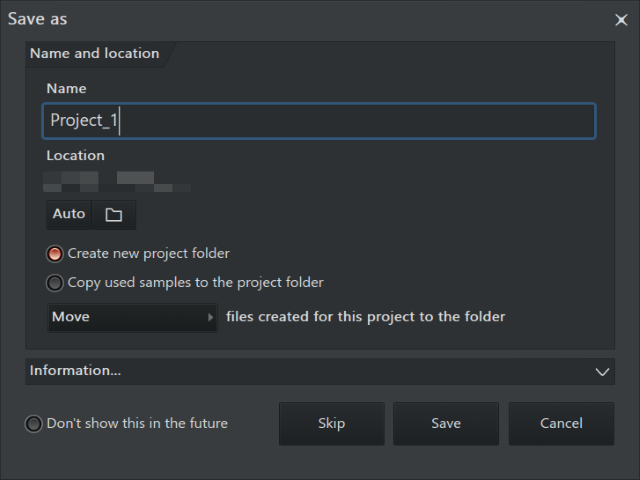 Save as
Name and location
Name
Project_1
Location
Auto
Create new project folder
Copy used samples to the project folder
Move files created for this project to the folder
Information...
Don't show this in the future Skip Save Cancel